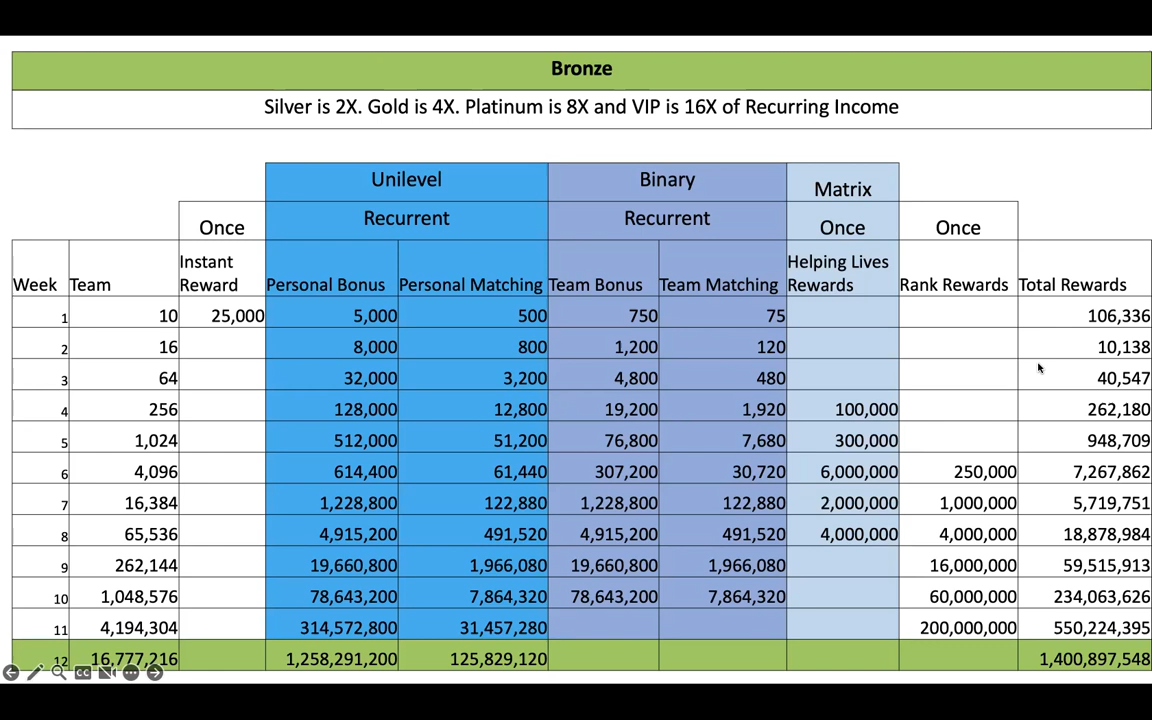 Bronze
Silver is 2X. Gold is 4X. Platinum is 8X and VIP is 16X of Recurring Income
Unilevel Binary Matrix
Once Recurrent Recurrent Once Once
Week Team Instant Reward Personal Bonus Personal Matching Team Bonus Team Matching Helping Lives Rewards Rank Rewards Total Rewards
1 10 25,000 5,000 500 750 75 106,336
2 16 8,000 800 1,200 120 10,138
3 64 32,000 3,200 4,800 480 40,547
4 256 128,000 12,800 19,200 1,920 100,000 262,180
5 1,024 512,000 51,200 76,800 7,680 300,000 948,709
6 4,096 614,400 61,440 307,200 30,720 6,000,000 250,000 7,267,862
7 16,384 1,228,800 122,880 1,228,800 122,880 2,000,000 1,000,000 5,719,751
8 65,536 4,915,200 491,520 4,915,200 491,520 4,000,000 4,000,000 18,878,984
9 262,144 19,660,800 1,966,080 19,660,800 1,966,080 16,000,000 59,515,913
10 1,048,576 78,643,200 7,864,320 78,643,200 7,864,320 60,000,000 234,063,626
11 4,194,304 314,572,800 31,457,280 200,000,000 550,224,395
12 16,777,216 1,258,291,200 125,829,120 1,400,897,548
CC